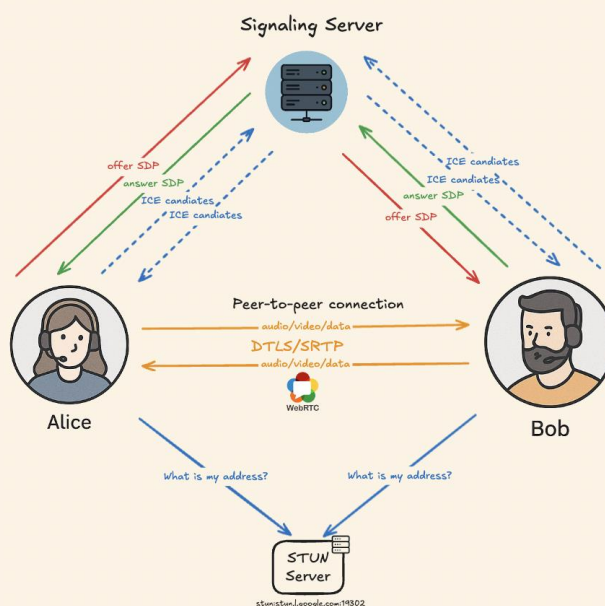 Signaling Server
offer SDP
answer SDP
ICE candiates
ICE candiates
ICE candiates
ICE candiates
answer SDP
offer SDP
Peer-to-peer connection
audio/video/data
DTLS/SRTP
audio/video/data
WebRTC
Alice
Bob
What is my address?
What is my address?
STUN
Server
stun:stun.l.google.com:19302